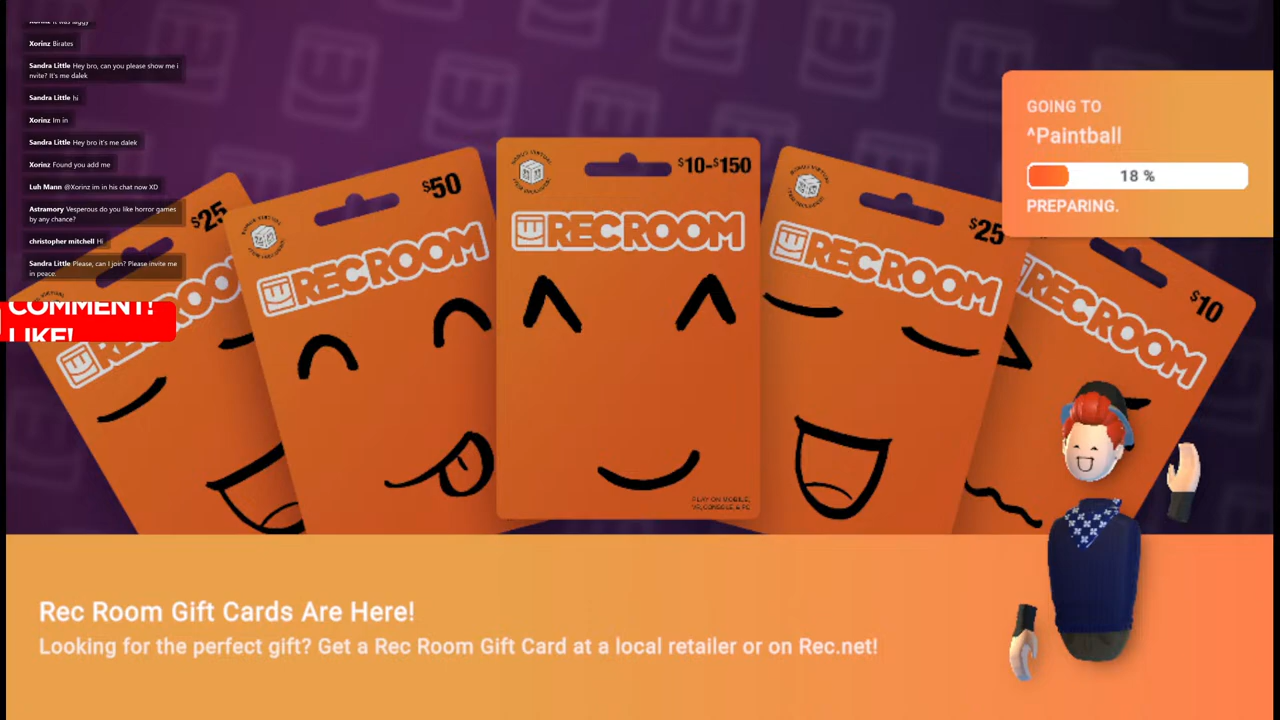 Xorinz It was laggy
Xorinz Birates
Sandra Little Hey bro, can you please show me i
nvite? It's me dalek
Sandra Little hi
Xorinz Im in
Sandra Little Hey bro it's me dalek
Xorinz Found you add me
Luh Mann @Xorinz im in his chat now XD
Astramory Vesperous do you like horror games
by any chance?
christopher mitchell Hi
Sandra Little Please, can I join? Please invite me
in peace.
COMMENT!
LIKE!
$25
REC ROOM
$50
REC ROOM
$10-$150
REC ROOM
PLAY ON MOBILE,
VR, CONSOLE & PC
$25
REC ROOM
$10
REC ROOM
GOING TO
^Paintball
18 %
PREPARING.
Rec Room Gift Cards Are Here!
Looking for the perfect gift? Get a Rec Room Gift Card at a local retailer or on Rec.net!